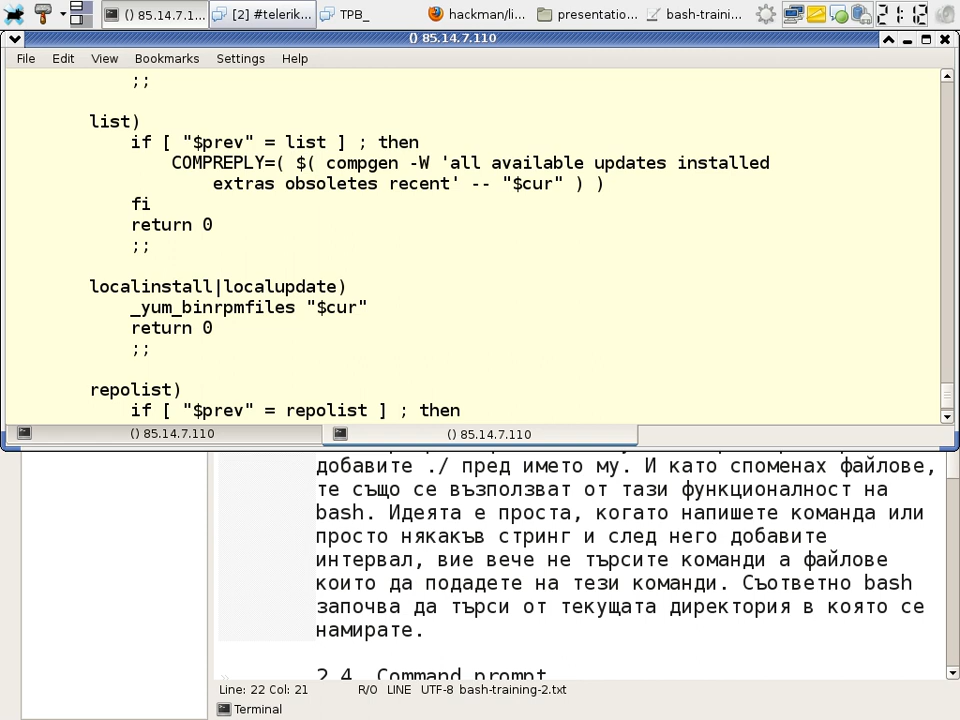 () 85.14.7.1...
[2] #telerik...
TPB_
hackman/li...
presentatio...
bash-traini...
21:12
() 85.14.7.110
File Edit View Bookmarks Settings Help
;;
list)
if [ "$prev" = list ] ; then
COMPREPLY=( $( compgen -W 'all available updates installed
extras obsoletes recent' -- "$cur" ) )
fi
return 0
;;
localinstall|localupdate)
_yum_binrpmfiles "$cur"
return 0
;;
repolist)
if [ "$prev" = repolist ] ; then
() 85.14.7.110
() 85.14.7.110
добавите ./ пред името му. И като споменах файлове,
те също се възползват от тази функционалност на
bash. Идеята е проста, когато напишете команда или
просто някакъв стринг и след него добавите
интервал, вие вече не търсите команди а файлове
които да подадете на тези команди. Съответно bash
започва да търси от текущата директория в която се
намирате.
2.4. Command prompt
Line: 22 Col: 21 R/O LINE UTF-8 bash-training-2.txt
Terminal